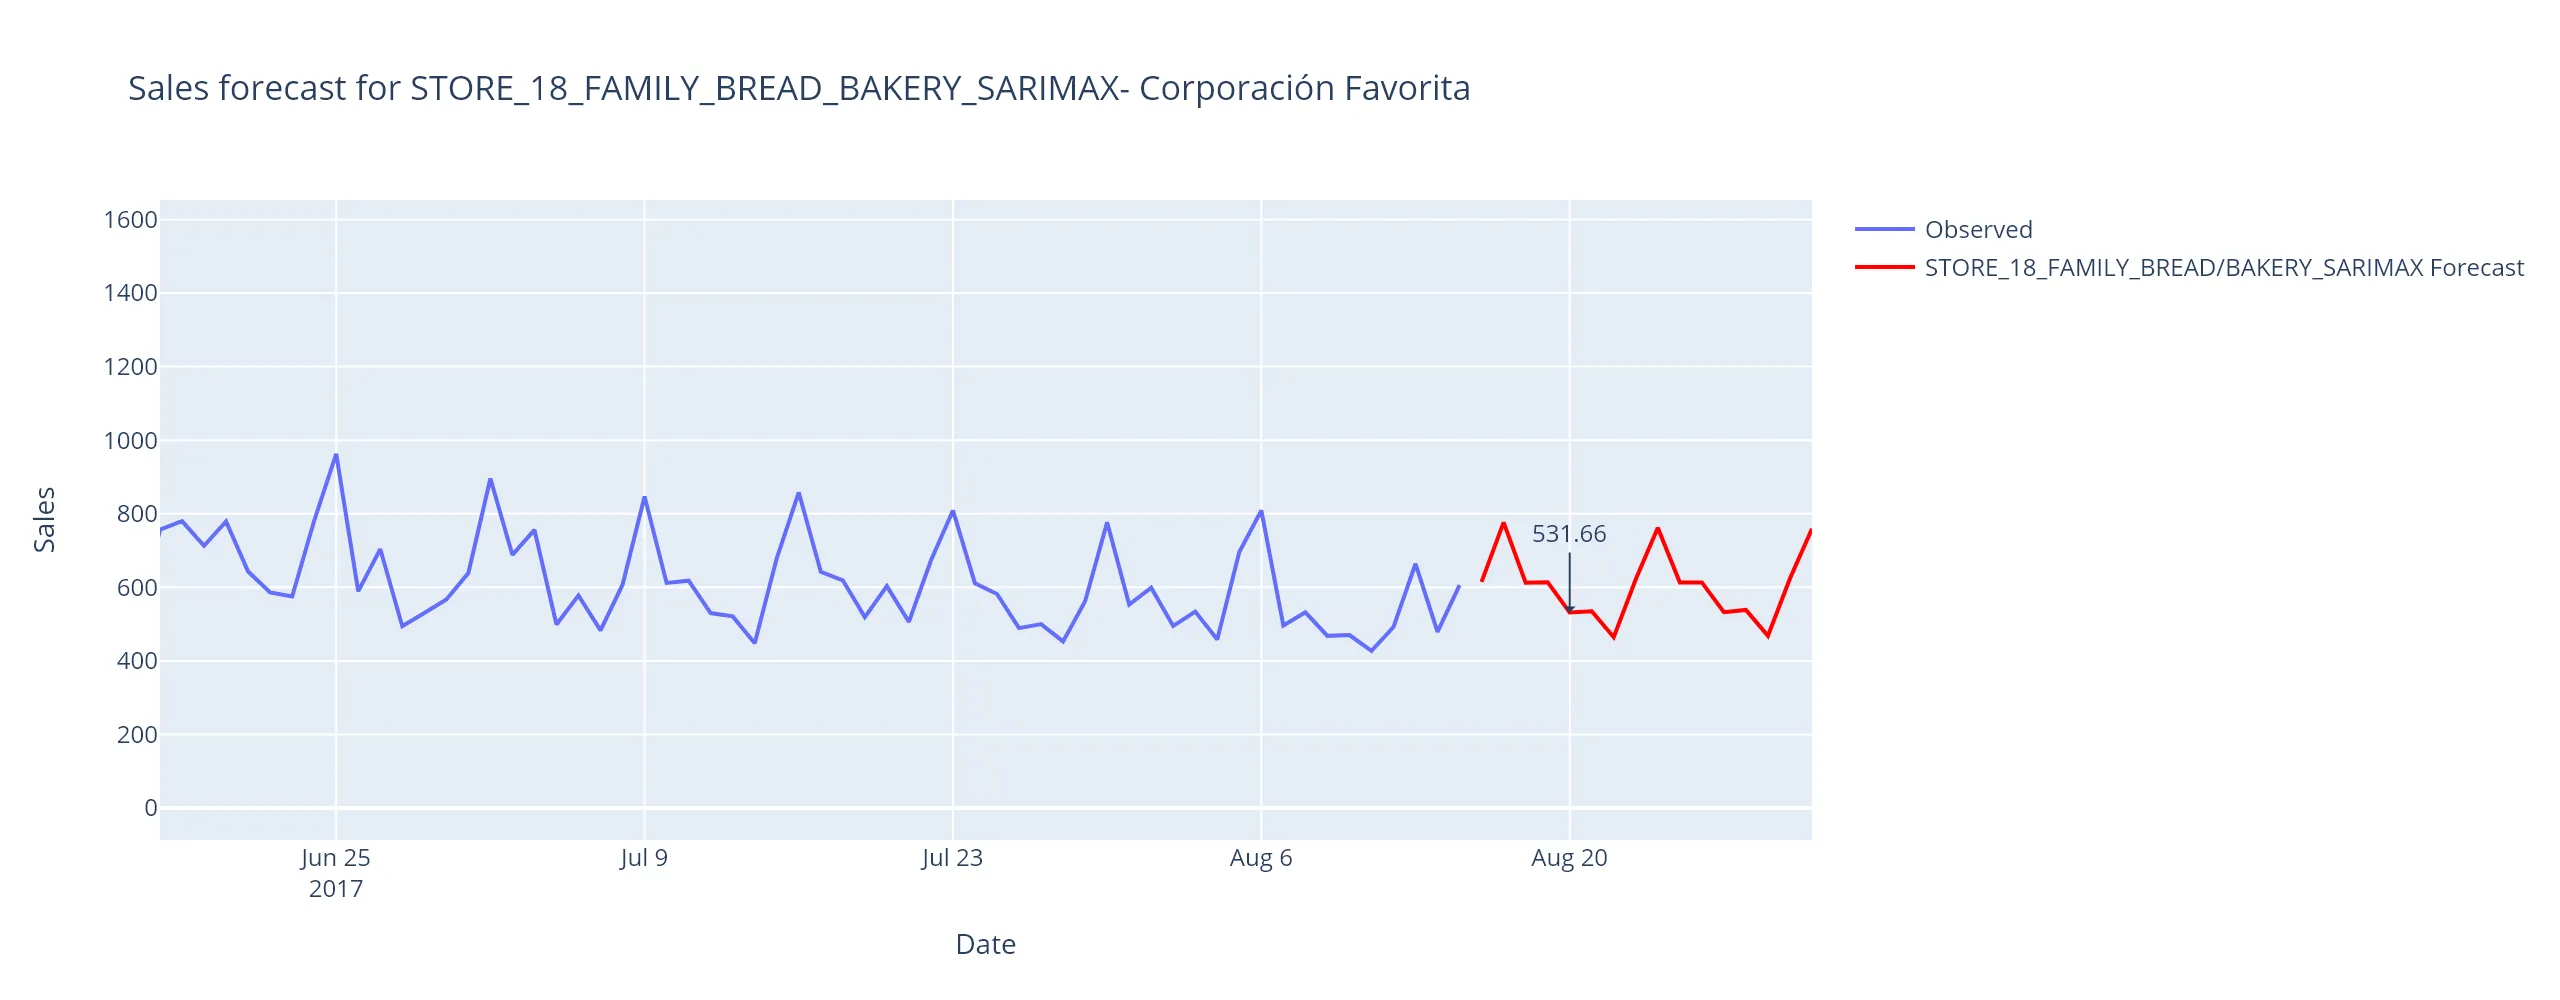 Sales forecast for STORE_18_FAMILY_BREAD_BAKERY_SARIMAX- Corporación Favorita
Observed
STORE_18_FAMILY_BREAD/BAKERY_SARIMAX Forecast
1600
1400
1200
1000
800
600
400
200
0
Sales
531.66
Jun 25
2017
Jul 9
Jul 23
Aug 6
Aug 20
Date